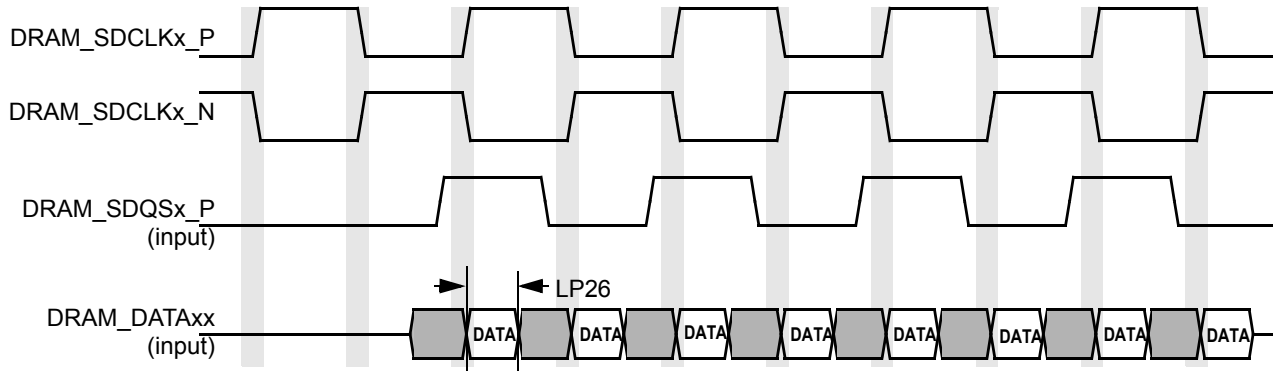 DRAM_SDCLKx_P
DRAM_SDCLKx_N
DRAM_SDQSx_P
(input)
LP26
DRAM_DATAxx
(input)
DATA DATA DATA DATA DATA DATA DATA DATA